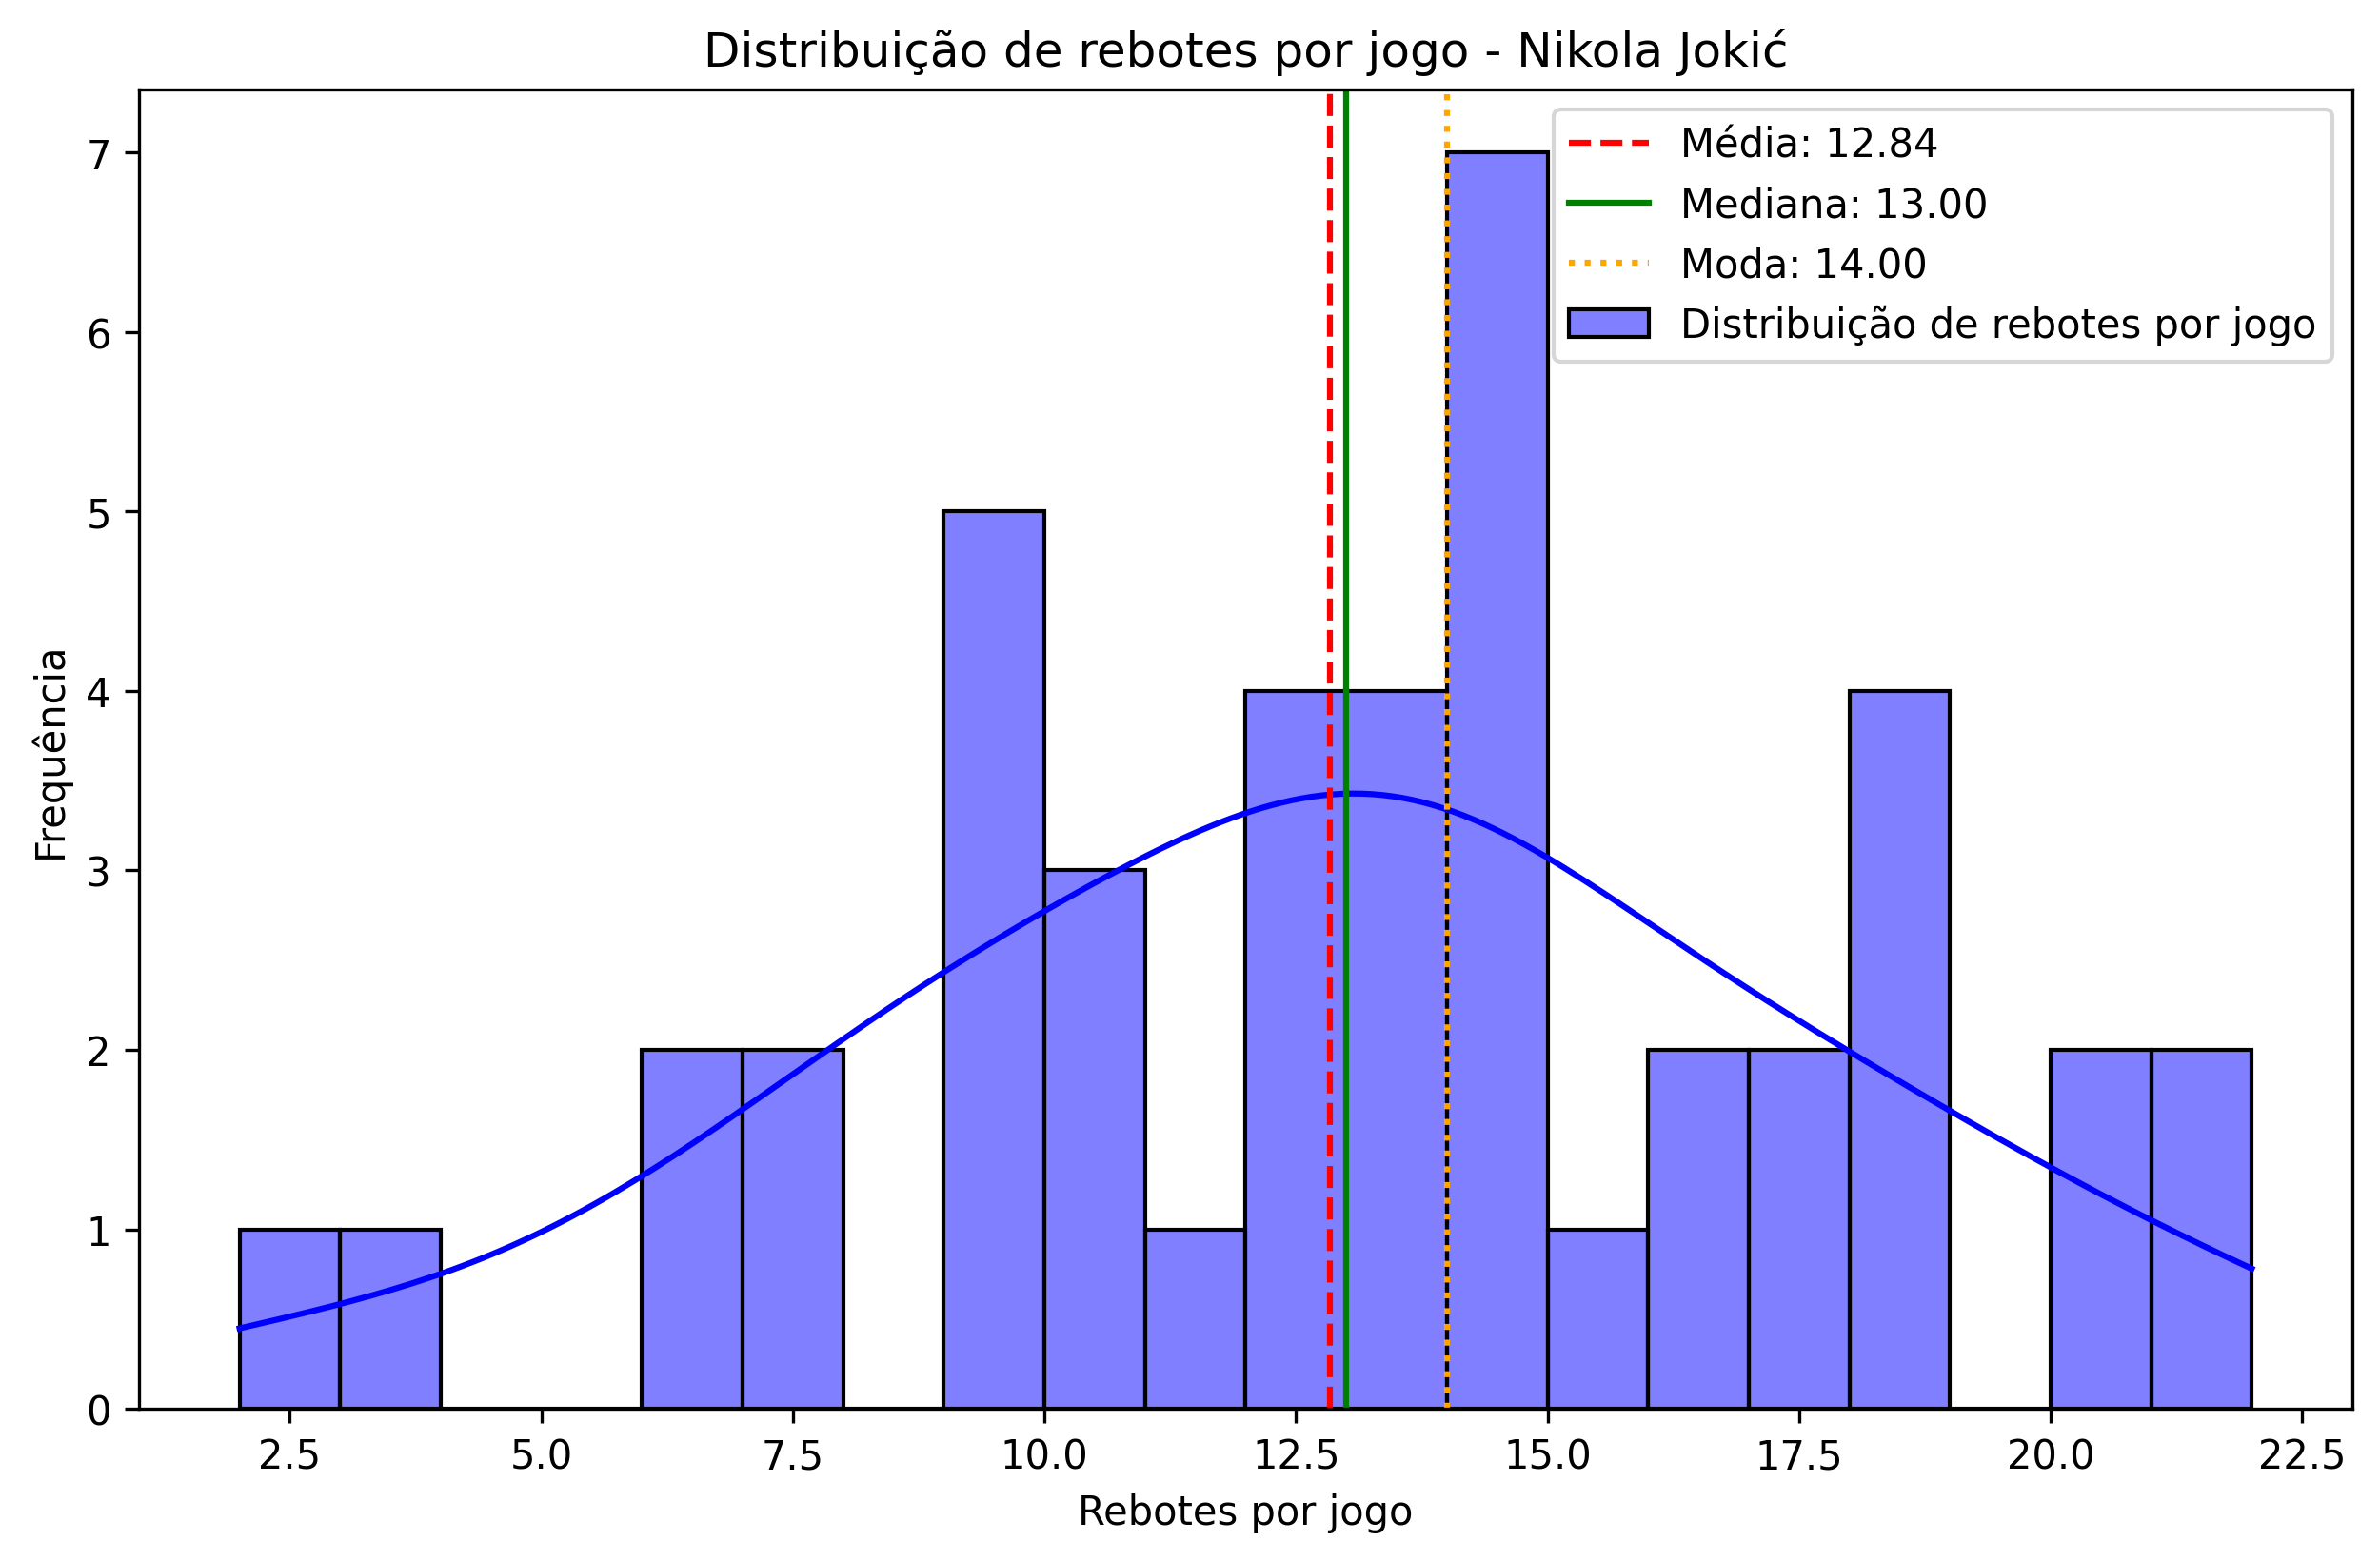 Distribuição de rebotes por jogo - Nikola Jokić
Média: 12.84
Mediana: 13.00
Moda: 14.00
Distribuição de rebotes por jogo
Frequência
7
6
5
4
3
2
1
0
2.5 5.0 7.5 10.0 12.5 15.0 17.5 20.0 22.5
Rebotes por jogo